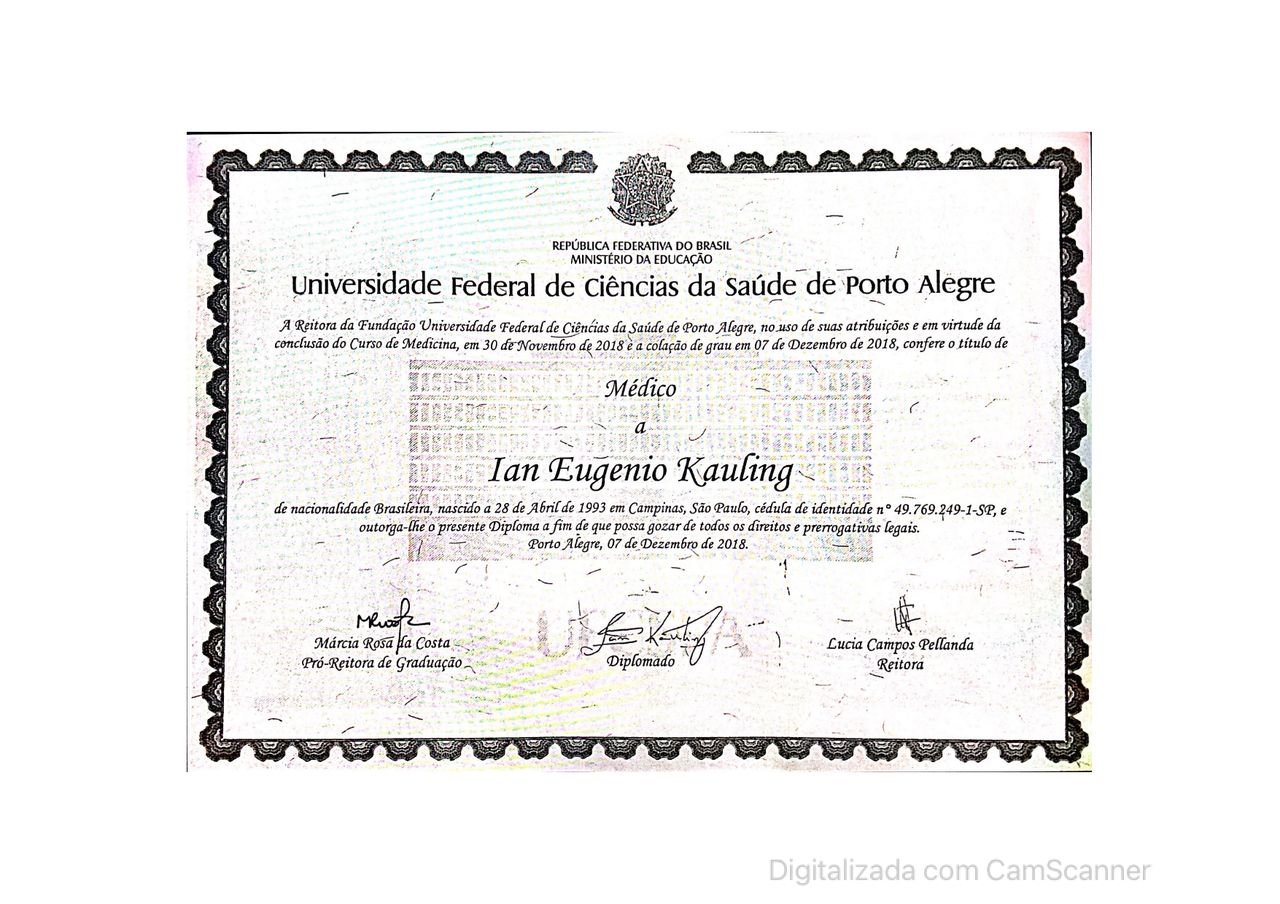 REPÚBLICA FEDERATIVA DO BRASIL
MINISTÉRIO DA EDUCAÇÃO
Universidade Federal de Ciências da Saúde de Porto Alegre
A Reitora da Fundação Universidade Federal de Ciências da Saúde de Porto Alegre, no uso de suas atribuições e em virtude da
conclusão do Curso de Medicina, em 30 de Novembro de 2018 e a colação de grau em 07 de Dezembro de 2018, confere o título de
Médico
a
Ian Eugenio Kauling
de nacionalidade Brasileira, nascido a 28 de Abril de 1993 em Campinas, São Paulo, cédula de identidade n° 49.769.249-1-SP, e
outorga-lhe o presente Diploma a fim de que possa gozar de todos os direitos e prerrogativas legais.
Porto Alegre, 07 de Dezembro de 2018.
Ian Kauling
Márcia Rosa da Costa
Pró-Reitora de Graduação
Diplomado
Lucia Campos Pellanda
Reitora
Digitalizada com CamScanner